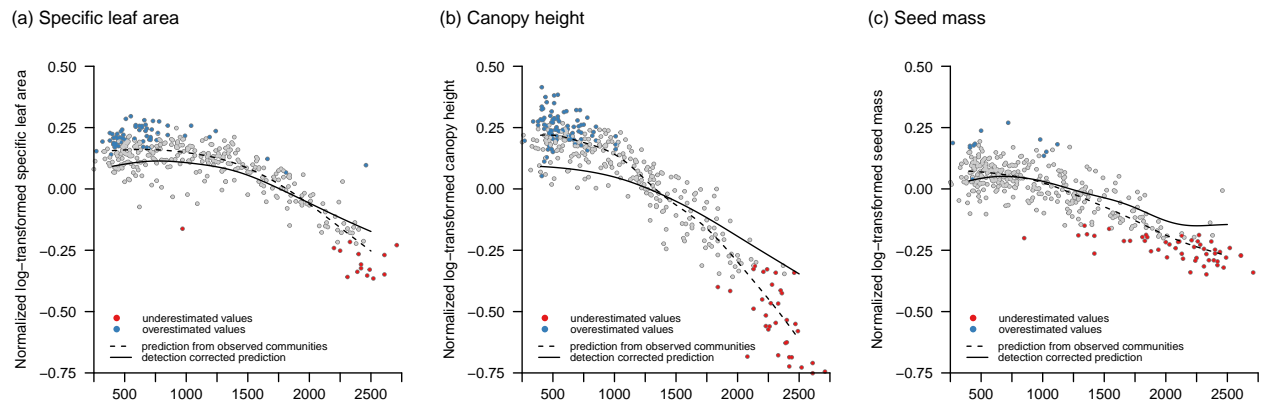 (a) Specific leaf area
Normalized log−transformed specific leaf area
0.50
0.25
0.00
−0.25
−0.50
−0.75
underestimated values
overestimated values
prediction from observed communities
detection corrected prediction
500
1000
1500
2000
2500
(b) Canopy height
Normalized log−transformed canopy height
0.50
0.25
0.00
−0.25
−0.50
−0.75
underestimated values
overestimated values
prediction from observed communities
detection corrected prediction
500
1000
1500
2000
2500
(c) Seed mass
Normalized log−transformed seed mass
0.50
0.25
0.00
−0.25
−0.50
−0.75
underestimated values
overestimated values
prediction from observed communities
detection corrected prediction
500
1000
1500
2000
2500